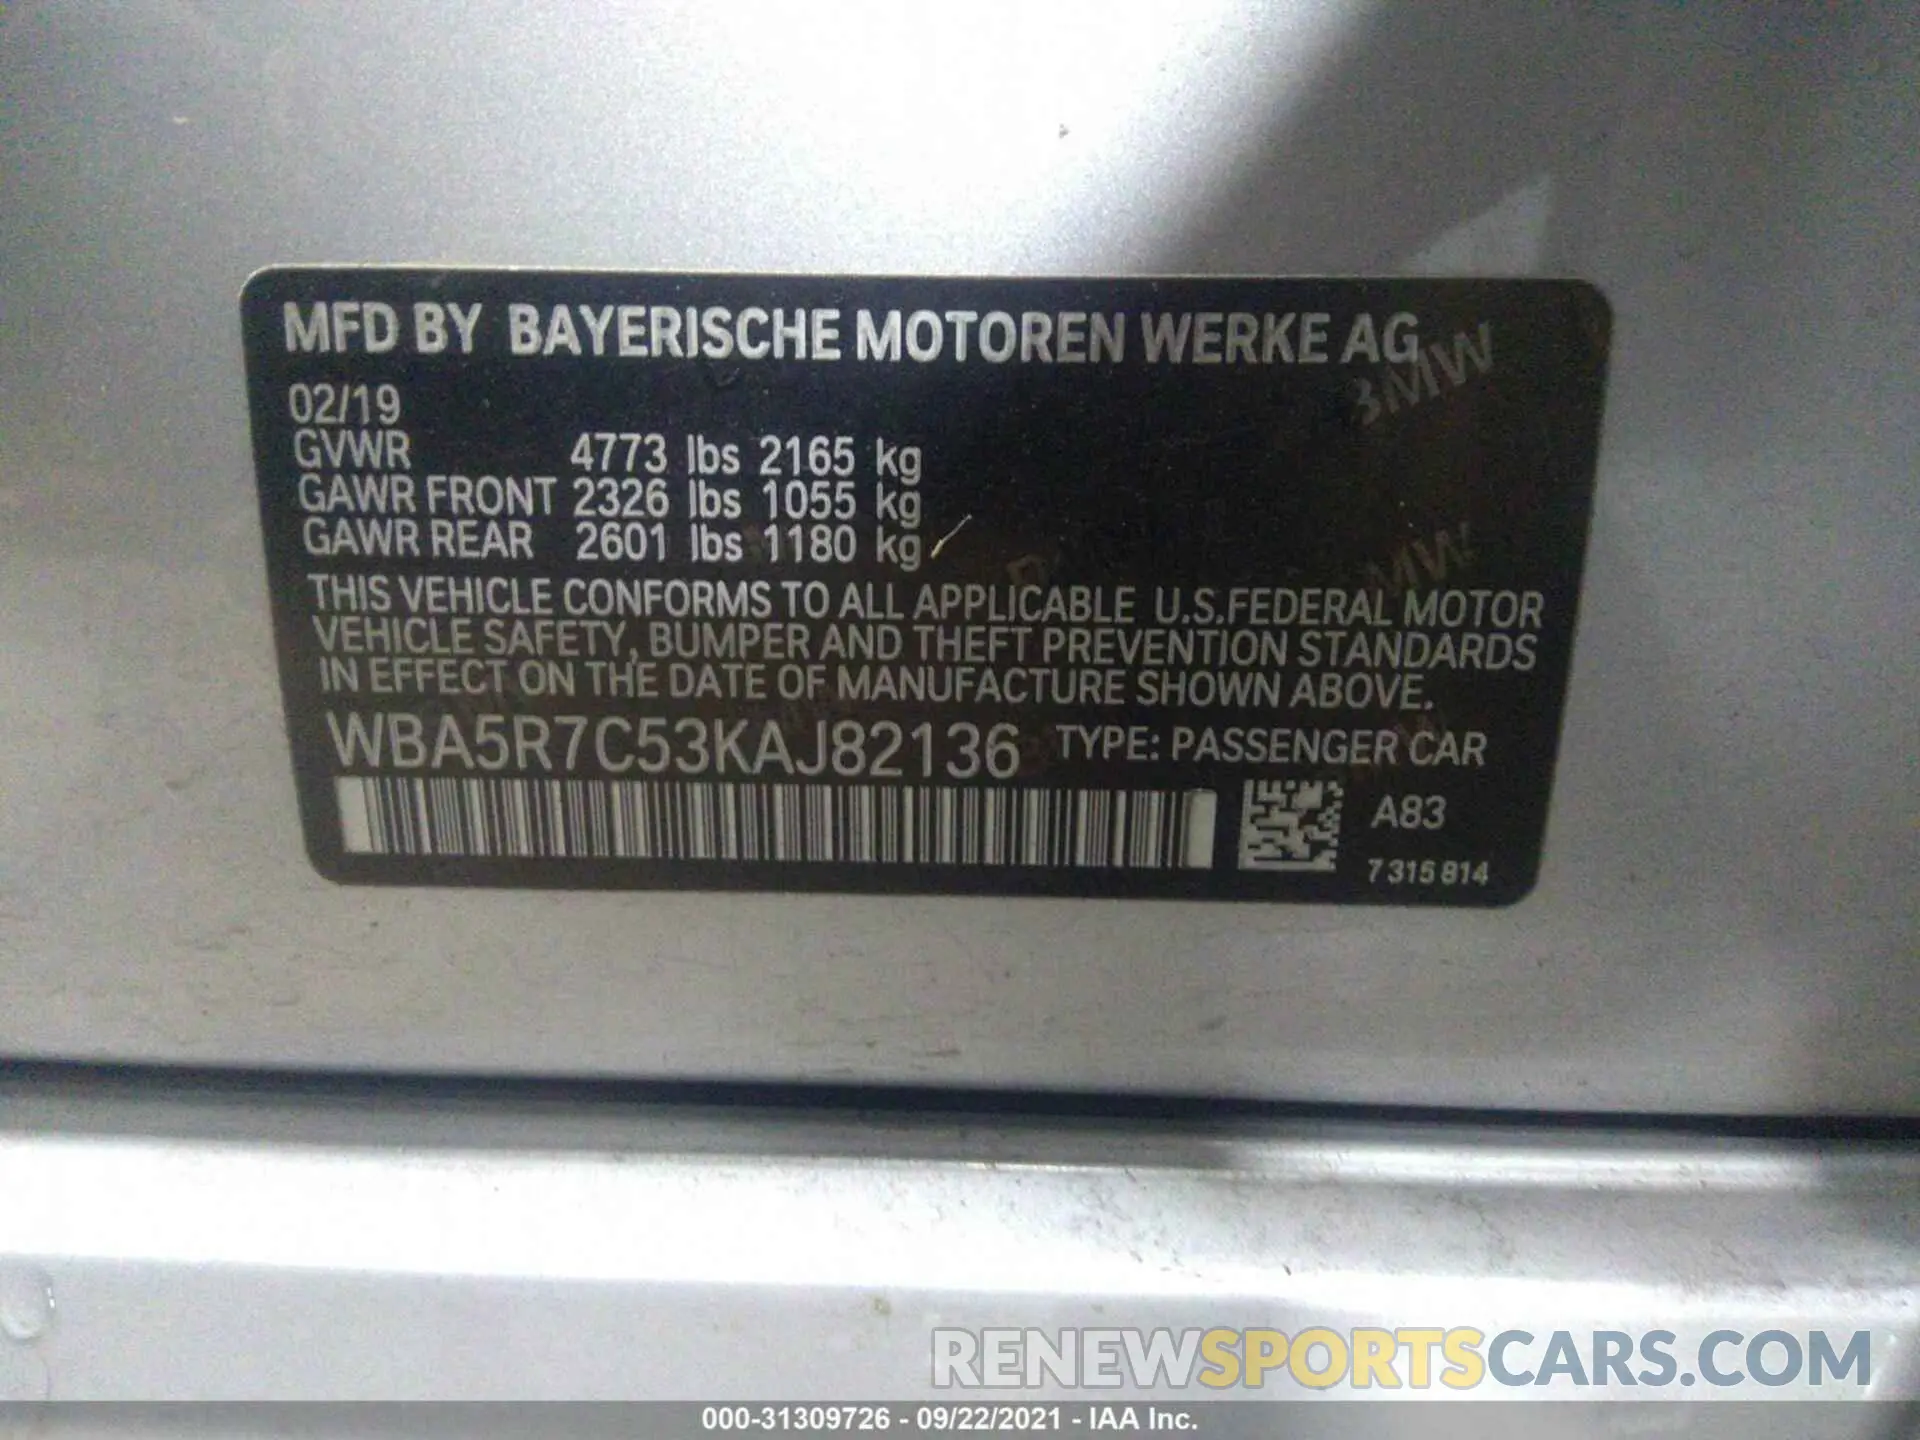 MFD BY BAYERISCHE MOTOREN WERKE AG
02/19
GVWR 4773 lbs 2165 kg
GAWR FRONT 2326 lbs 1055 kg
GAWR REAR 2601 lbs 1180 kg
THIS VEHICLE CONFORMS TO ALL APPLICABLE U.S.FEDERAL MOTOR
VEHICLE SAFETY, BUMPER AND THEFT PREVENTION STANDARDS
IN EFFECT ON THE DATE OF MANUFACTURE SHOWN ABOVE.
WBA5R7C53KAJ82136 TYPE: PASSENGER CAR
A83
7315814
BMW
RENEWSPORTSCARS.COM
000-31309726 - 09/22/2021 - IAA Inc.